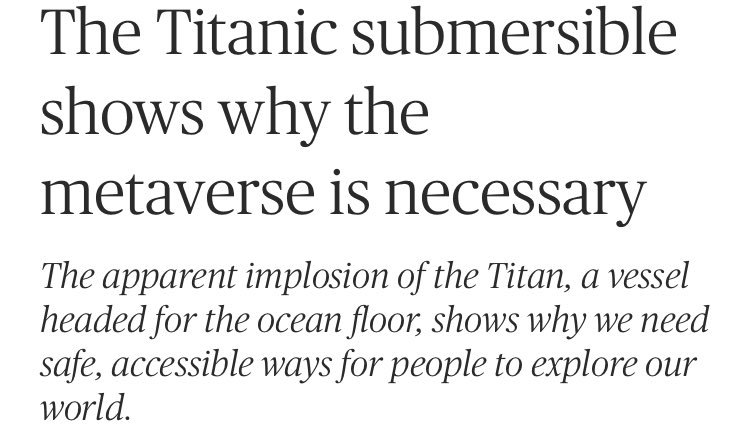 The Titanic submersible
shows why the
metaverse is necessary
The apparent implosion of the Titan, a vessel
headed for the ocean floor, shows why we need
safe, accessible ways for people to explore our
world.